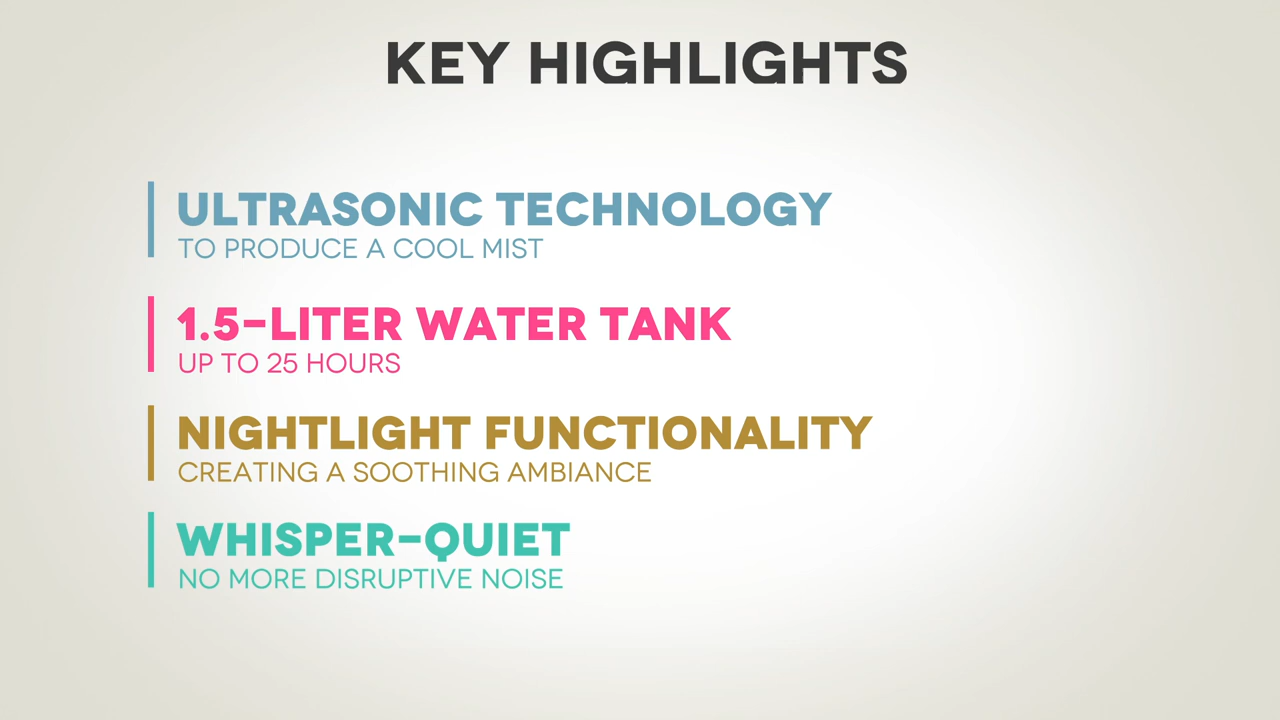 KEY HIGHLIGHTS
ULTRASONIC TECHNOLOGY
TO PRODUCE A COOL MIST
1.5-LITER WATER TANK
UP TO 25 HOURS
NIGHTLIGHT FUNCTIONALITY
CREATING A SOOTHING AMBIANCE
WHISPER-QUIET
NO MORE DISRUPTIVE NOISE